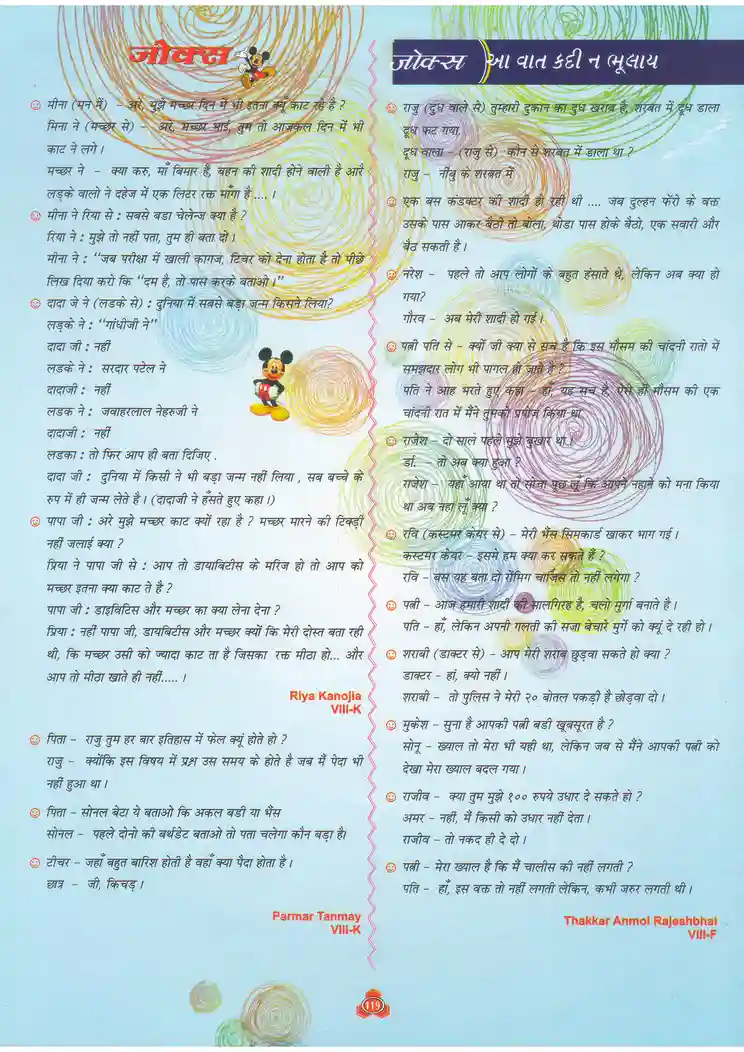 जोक्स
मीना (मन में) - अरे, मुझे मच्छर दिन में भी इतना क्यूँ काट रहे है ?
मिना ने (मच्छर से) - अरे, मच्छर भाई, तुम तो आजकल दिन में भी
काट ने लगे।
मच्छर ने - क्या करु, माँ बिमार है, बहन की शादी होने वाली है आरै
लड़के वालो ने दहेज में एक लिटर रक्त माँगा है ....।
मीना ने रिया से : सबसे बडा चेलेन्ज क्या है ?
रिया ने : मुझे तो नहीं पता, तुम ही बता दो।
मीना ने : "जब परीक्षा में खाली कागज, टिचर को देना होता है तो पीछे
लिख दिया करो कि "दम है, तो पास करके बताओ।"
दादा जे ने (लडके से) : दुनिया में सबसे बड़ा जन्म किसने लिया?
लड़के ने : "गांधीजी ने"
दादा जी : नहीं
लडके ने : सरदार पटेल ने
दादाजी : नहीं
लडक ने : जवाहरलाल नेहरुजी ने
दादाजी : नहीं
लडका : तो फिर आप ही बता दिजिए .
दादा जी : दुनिया में किसी ने भी बड़ा जन्म नहीं लिया , सब बच्चे के
रुप में ही जन्म लेते है। (दादाजी ने हँसते हुए कहा।)
पापा जी : अरे मुझे मच्छर काट क्यों रहा है ? मच्छर मारने की टिक्ड़ी
नहीं जलाई क्या ?
प्रिया ने पापा जी से : आप तो डायाबिटीस के मरिज हो तो आप को
मच्छर इतना क्या काट ते है ?
पापा जी : डाइबिटिस और मच्छर का क्या लेना देना ?
प्रिया : नहीं पापा जी, डायबिटीस और मच्छर क्यों कि मेरी दोस्त बता रही
थी, कि मच्छर उसी को ज्यादा काट ता है जिसका रक्त मीठा हो... और
आप तो मीठा खाते ही नहीं.....।
Riya Kanojia
VIII-K
पिता - राजु तुम हर बार इतिहास में फेल क्यूं होते हो ?
राजु - क्योंकि इस विषय में प्रश्न उस समय के होते है जब मैं पेदा भी
नहीं हुआ था।
पिता - सोनल बेटा ये बताओ कि अकल बडी या भैंस
सोनल - पहले दोनो की बर्थडेट बताओ तो पता चलेगा कौन बड़ा है।
टीचर - जहाँ बहुत बारिश होती है वहाँ क्या पैदा होता है।
छात्र - जी, किचड़।
Parmar Tanmay
VIII-K
जोक्स આ વાત કદી ન ભૂલાય
राजु (दुध वाले से) तुम्हारी दुकान का दुध खराब है, शरबत में दूध डाला
दूध फट गया.
दूध वाला - (राजु से) कौन से शरबत में डाला था ?
राजु - नींबु के शरबत में
एक बस कंडक्टर की शादी हो रही थी .... जब दुल्हन फेरो के वक्त
उसके पास आकर बैठी तो बोला, थोडा पास होके बैठो, एक सवारी और
बैठ सकती है।
नरेश - पहले तो आप लोगों के बहुत हंसाते थे, लेकिन अब क्या हो
गया?
गौरव - अब मेरी शादी हो गई।
पत्नी पति से - क्यों जी क्या से सच है कि इस मौसम की चांदनी रातो में
समझदार लोग भी पागल हो जाते है ?
पति ने आह भरते हुए कहा - हाँ, यह सच है, ऐसे ही मौसम की एक
चांदनी रात में मैंने तुमको प्रपोज किया था
राजेश - दो साल पहले मुझे बुखार था।
डां. - तो अब क्या हुआ ?
राजेश - यहाँ आया था तो सोचा पूछ लूँ कि आपने नहाने को मना किया
था अब नहा लूँ क्या ?
रवि (कस्टमर केयर से) - मेरी भैंस सिमकार्ड खाकर भाग गई।
कस्टमर केयर - इसमे हम क्या कर सकते है ?
रवि - बस यह बता दो रोमिंग चार्जिस तो नहीं लगेगा ?
पत्नी - आज हमारी शादी की सालगिरह है, चलो मुर्गा बनाते है।
पति - हाँ, लेकिन अपनी गलती की सजा बेचारे मुर्गे को क्यूं दे रही हो।
शराबी (डाक्टर से) - आप मेरी शराब छुड़वा सकते हो क्या ?
डाक्टर - हां, क्यो नहीं।
शराबी - तो पुलिस ने मेरी २० बोतल पकड़ी है छोड़वा दो।
मुकेश - सुना है आपकी पत्नी बडी खूबसूरत है ?
सोनू - ख्याल तो मेरा भी यही था, लेकिन जब से मैंने आपकी पत्नी को
देखा मेरा ख्याल बदल गया।
राजीव - क्या तुम मुझे १०० रुपये उधार दे सकते हो ?
अमर - नहीं, मैं किसी को उधार नहीं देता।
राजीव - तो नकद ही दे दो।
पत्नी - मेरा ख्याल है कि मैं चालीस की नहीं लगती ?
पति - हाँ, इस वक्त तो नहीं लगती लेकिन, कभी जरुर लगती थी।
Thakkar Anmol Rajeshbhai
VIII-F
119